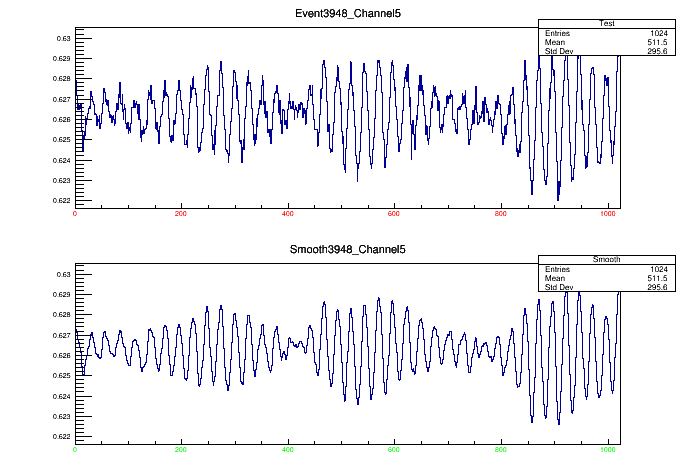 Event3948_Channel5
Test
Entries 1024
Mean 511.5
Std Dev 295.6
0.63
0.629
0.628
0.627
0.626
0.625
0.624
0.623
0.622
0 200 400 600 800 1000
Smooth3948_Channel5
Smooth
Entries 1024
Mean 511.5
Std Dev 295.6
0.63
0.629
0.628
0.627
0.626
0.625
0.624
0.623
0.622
0 200 400 600 800 1000